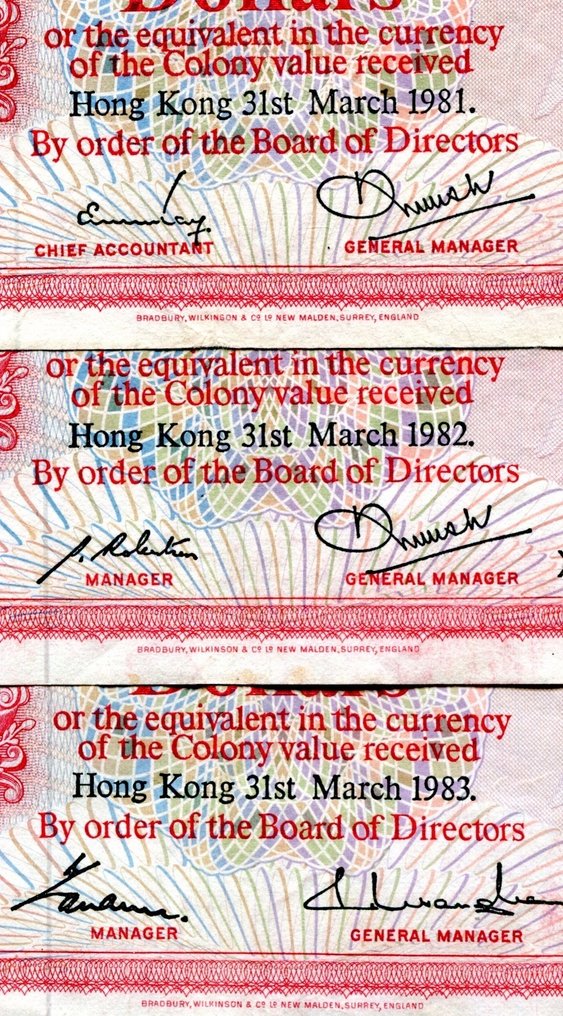 Dollars
or the equivalent in the currency
of the Colony value received
Hong Kong 31st March 1981.
By order of the Board of Directors
CHIEF ACCOUNTANT GENERAL MANAGER
BRADBURY, WILKINSON & Cº Lº NEW MALDEN, SURREY, ENGLAND
or the equivalent in the currency
of the Colony value received
Hong Kong 31st March 1982.
By order of the Board of Directors
MANAGER GENERAL MANAGER
BRADBURY, WILKINSON & Cº Lº NEW MALDEN, SURREY, ENGLAND
Dollars
or the equivalent in the currency
of the Colony value received
Hong Kong 31st March 1983.
By order of the Board of Directors
MANAGER GENERAL MANAGER
BRADBURY, WILKINSON & Cº Lº NEW MALDEN, SURREY, ENGLAND